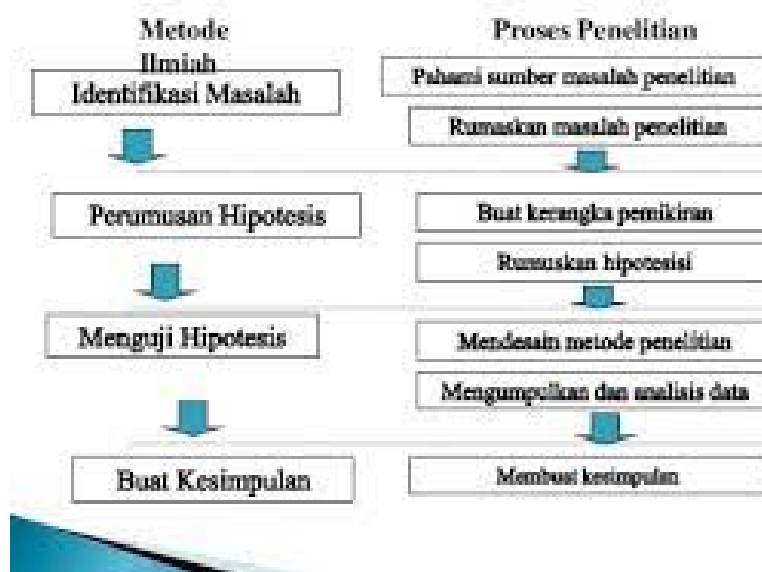 Metode
Ilmiah
Identifikasi Masalah
Perumusan Hipotesis
Menguji Hipotesis
Buat Kesimpulan
Proses Penelitian
Pahami sumber masalah penelitian
Rumaskan masalah penelitian
Buat kerangka pemikiran
Rumuskan hipotesisi
Mendesain metode penelitian
Mengumpulkan dan analisis data
Membuat kesimpulan